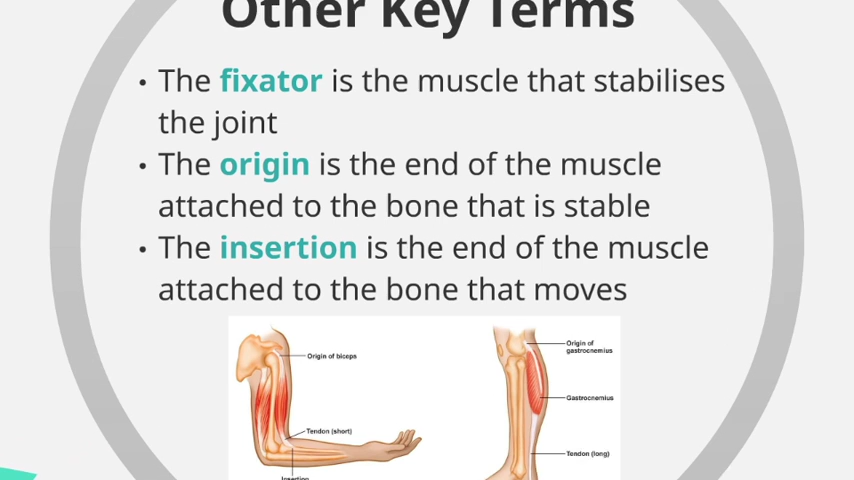 Other Key Terms
• The fixator is the muscle that stabilises
the joint
• The origin is the end of the muscle
attached to the bone that is stable
• The insertion is the end of the muscle
attached to the bone that moves
Origin of biceps
Tendon (short)
Insertion
Origin of
gastrocnemius
Gastrocnemius
Tendon (long)